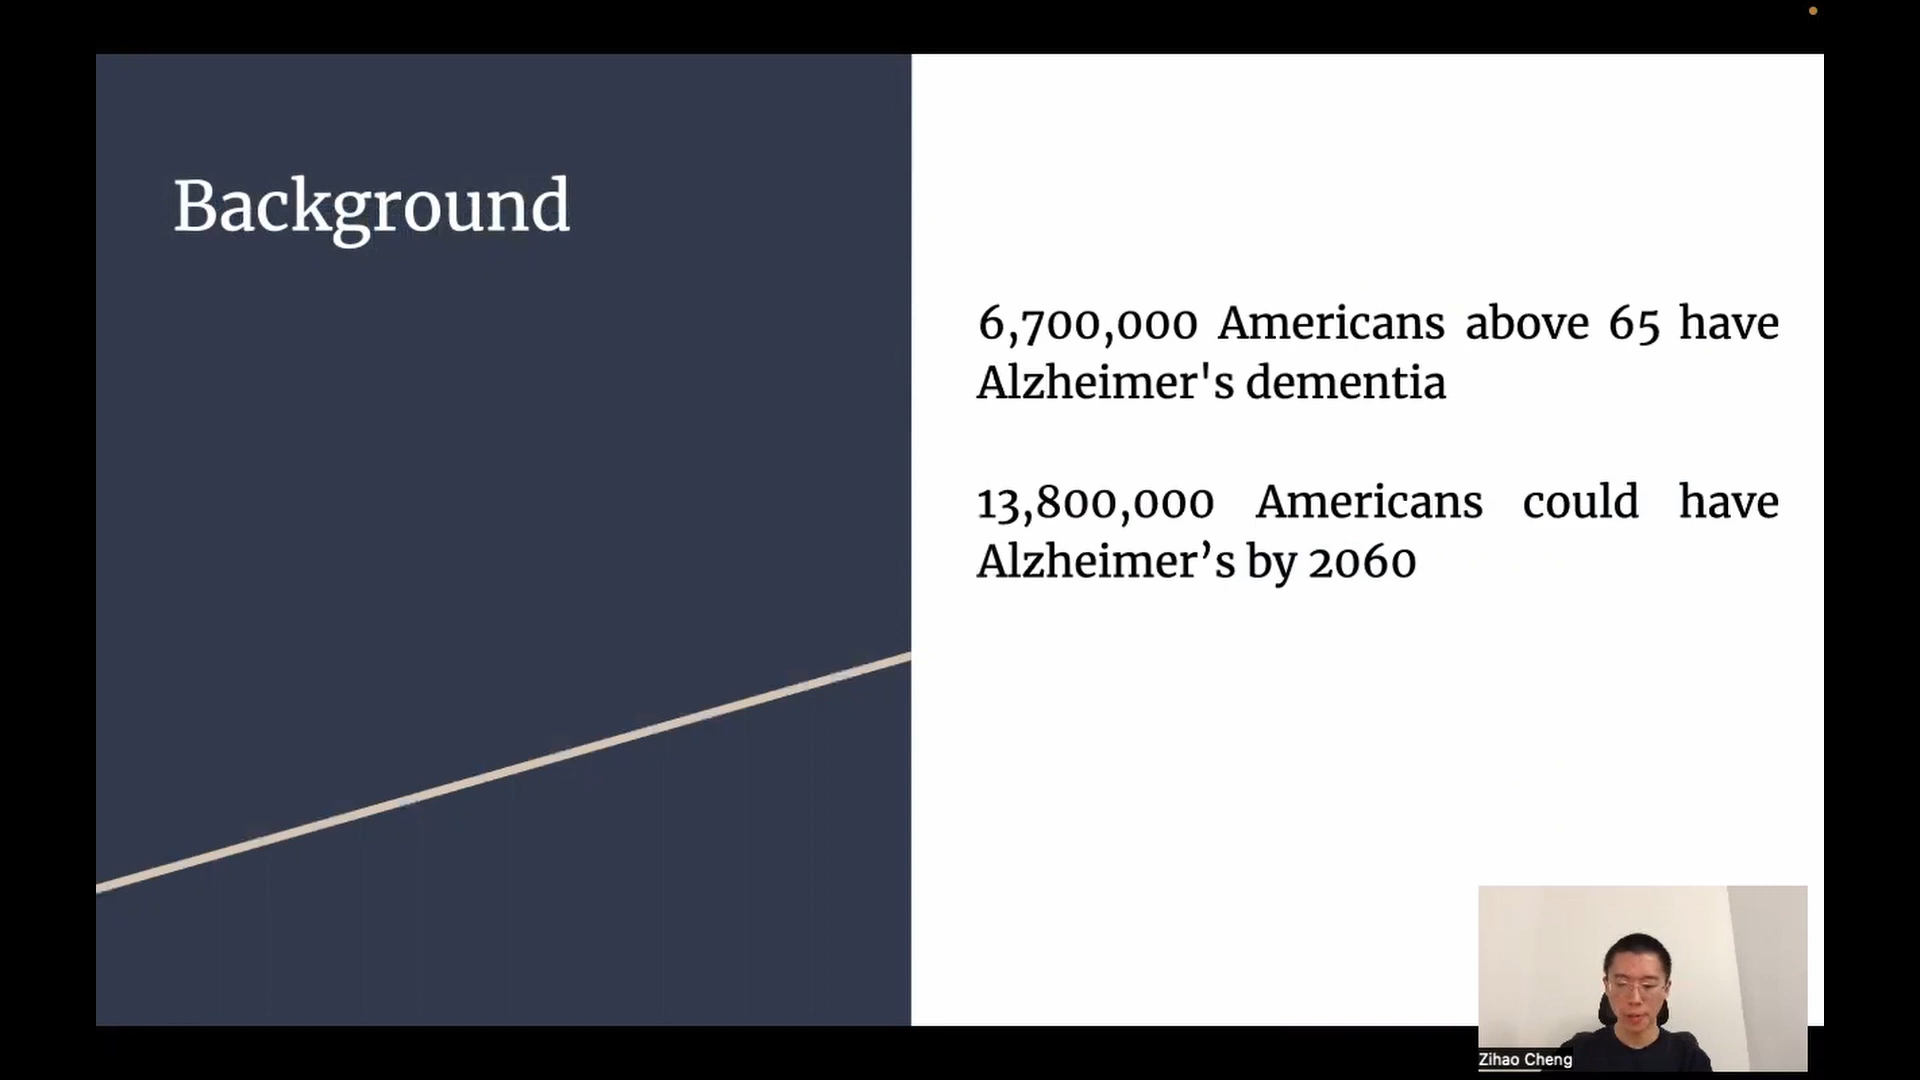 Background
6,700,000 Americans above 65 have
Alzheimer's dementia
13,800,000 Americans could have
Alzheimer’s by 2060
Zihao Cheng